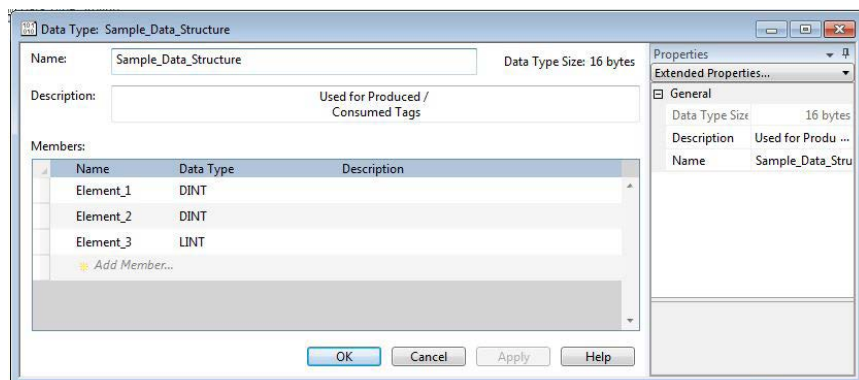 Data Type: Sample_Data_Structure
Name:
Sample_Data_Structure
Data Type Size: 16 bytes
Description:
Used for Produced /
Consumed Tags
Members:
Name Data Type Description
Element_1 DINT
Element_2 DINT
Element_3 LINT
Add Member...
OK Cancel Apply Help
Properties
Extended Properties...
General
Data Type Size 16 bytes
Description Used for Produ ...
Name Sample_Data_Stru